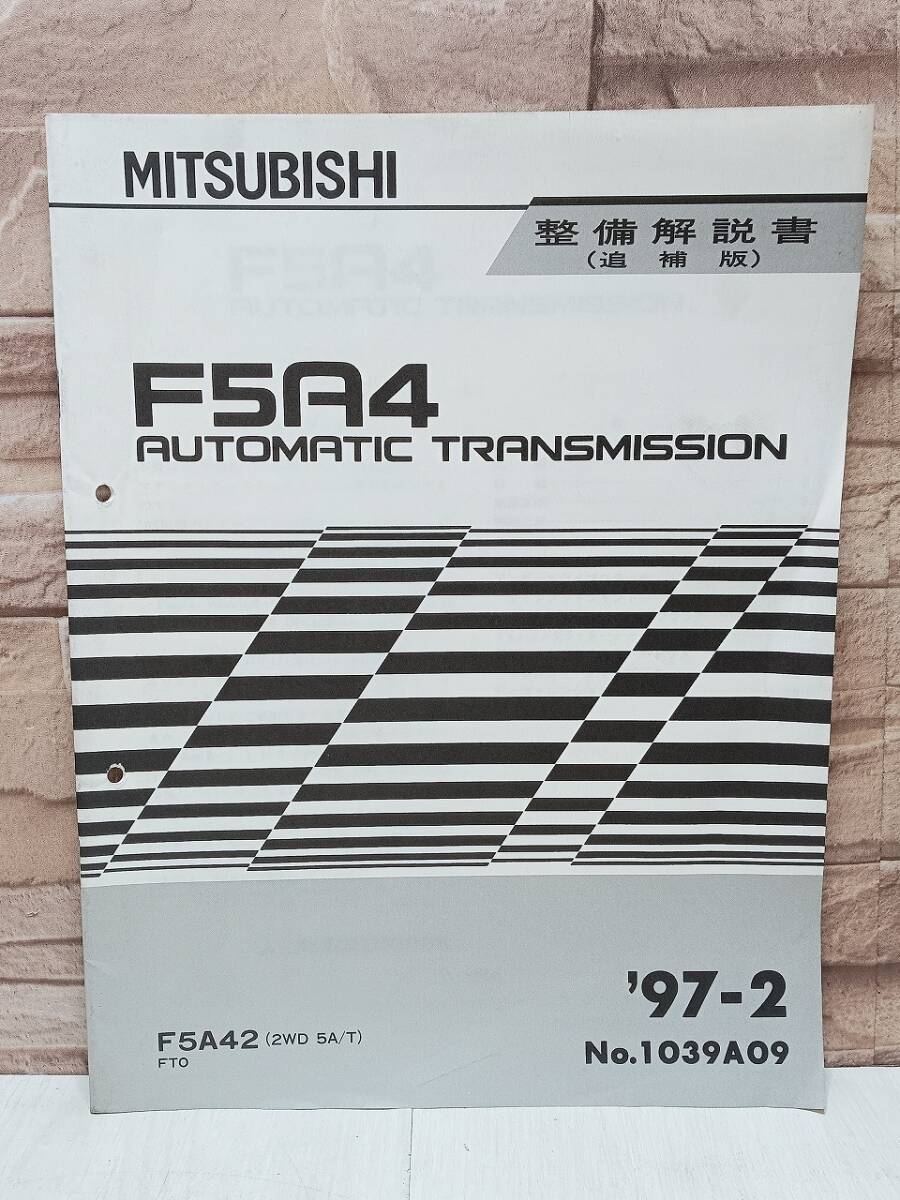 MITSUBISHI
整備解説書
(追補版)
F5A4
AUTOMATIC TRANSMISSION
'97-2
F5A42 (2WD 5A/T)
FTO
No.1039A09